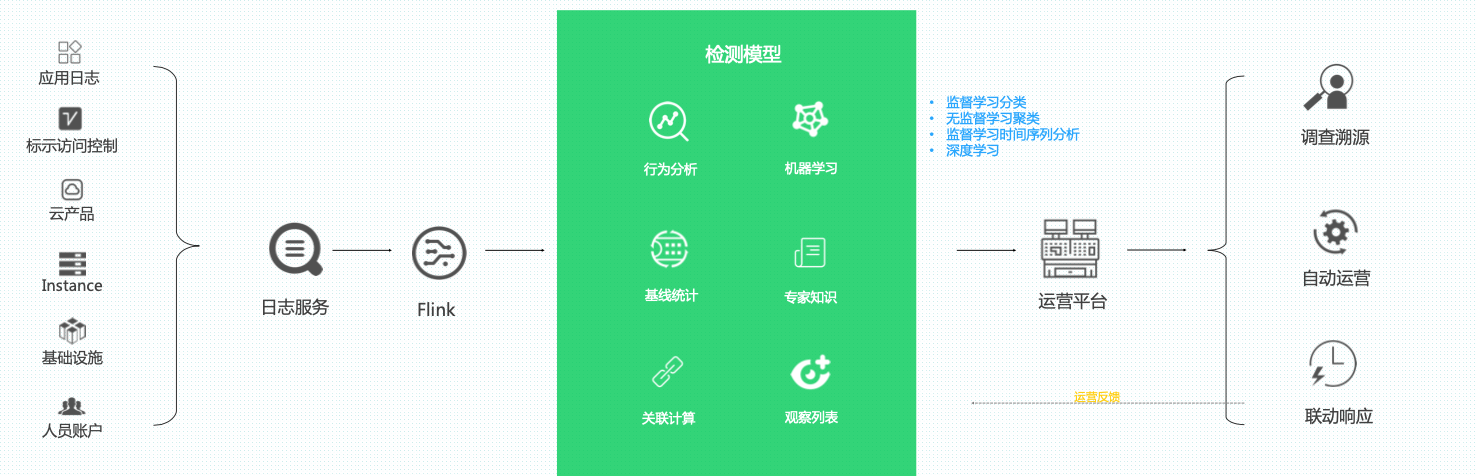 应用日志
标示访问控制
云产品
Instance
基础设施
人员账户
日志服务
Flink
检测模型
行为分析
机器学习
基线统计
专家知识
关联计算
观察列表
• 监督学习分类
• 无监督学习聚类
• 监督学习时间序列分析
• 深度学习
运营平台
运营反馈
调查溯源
自动运营
联动响应